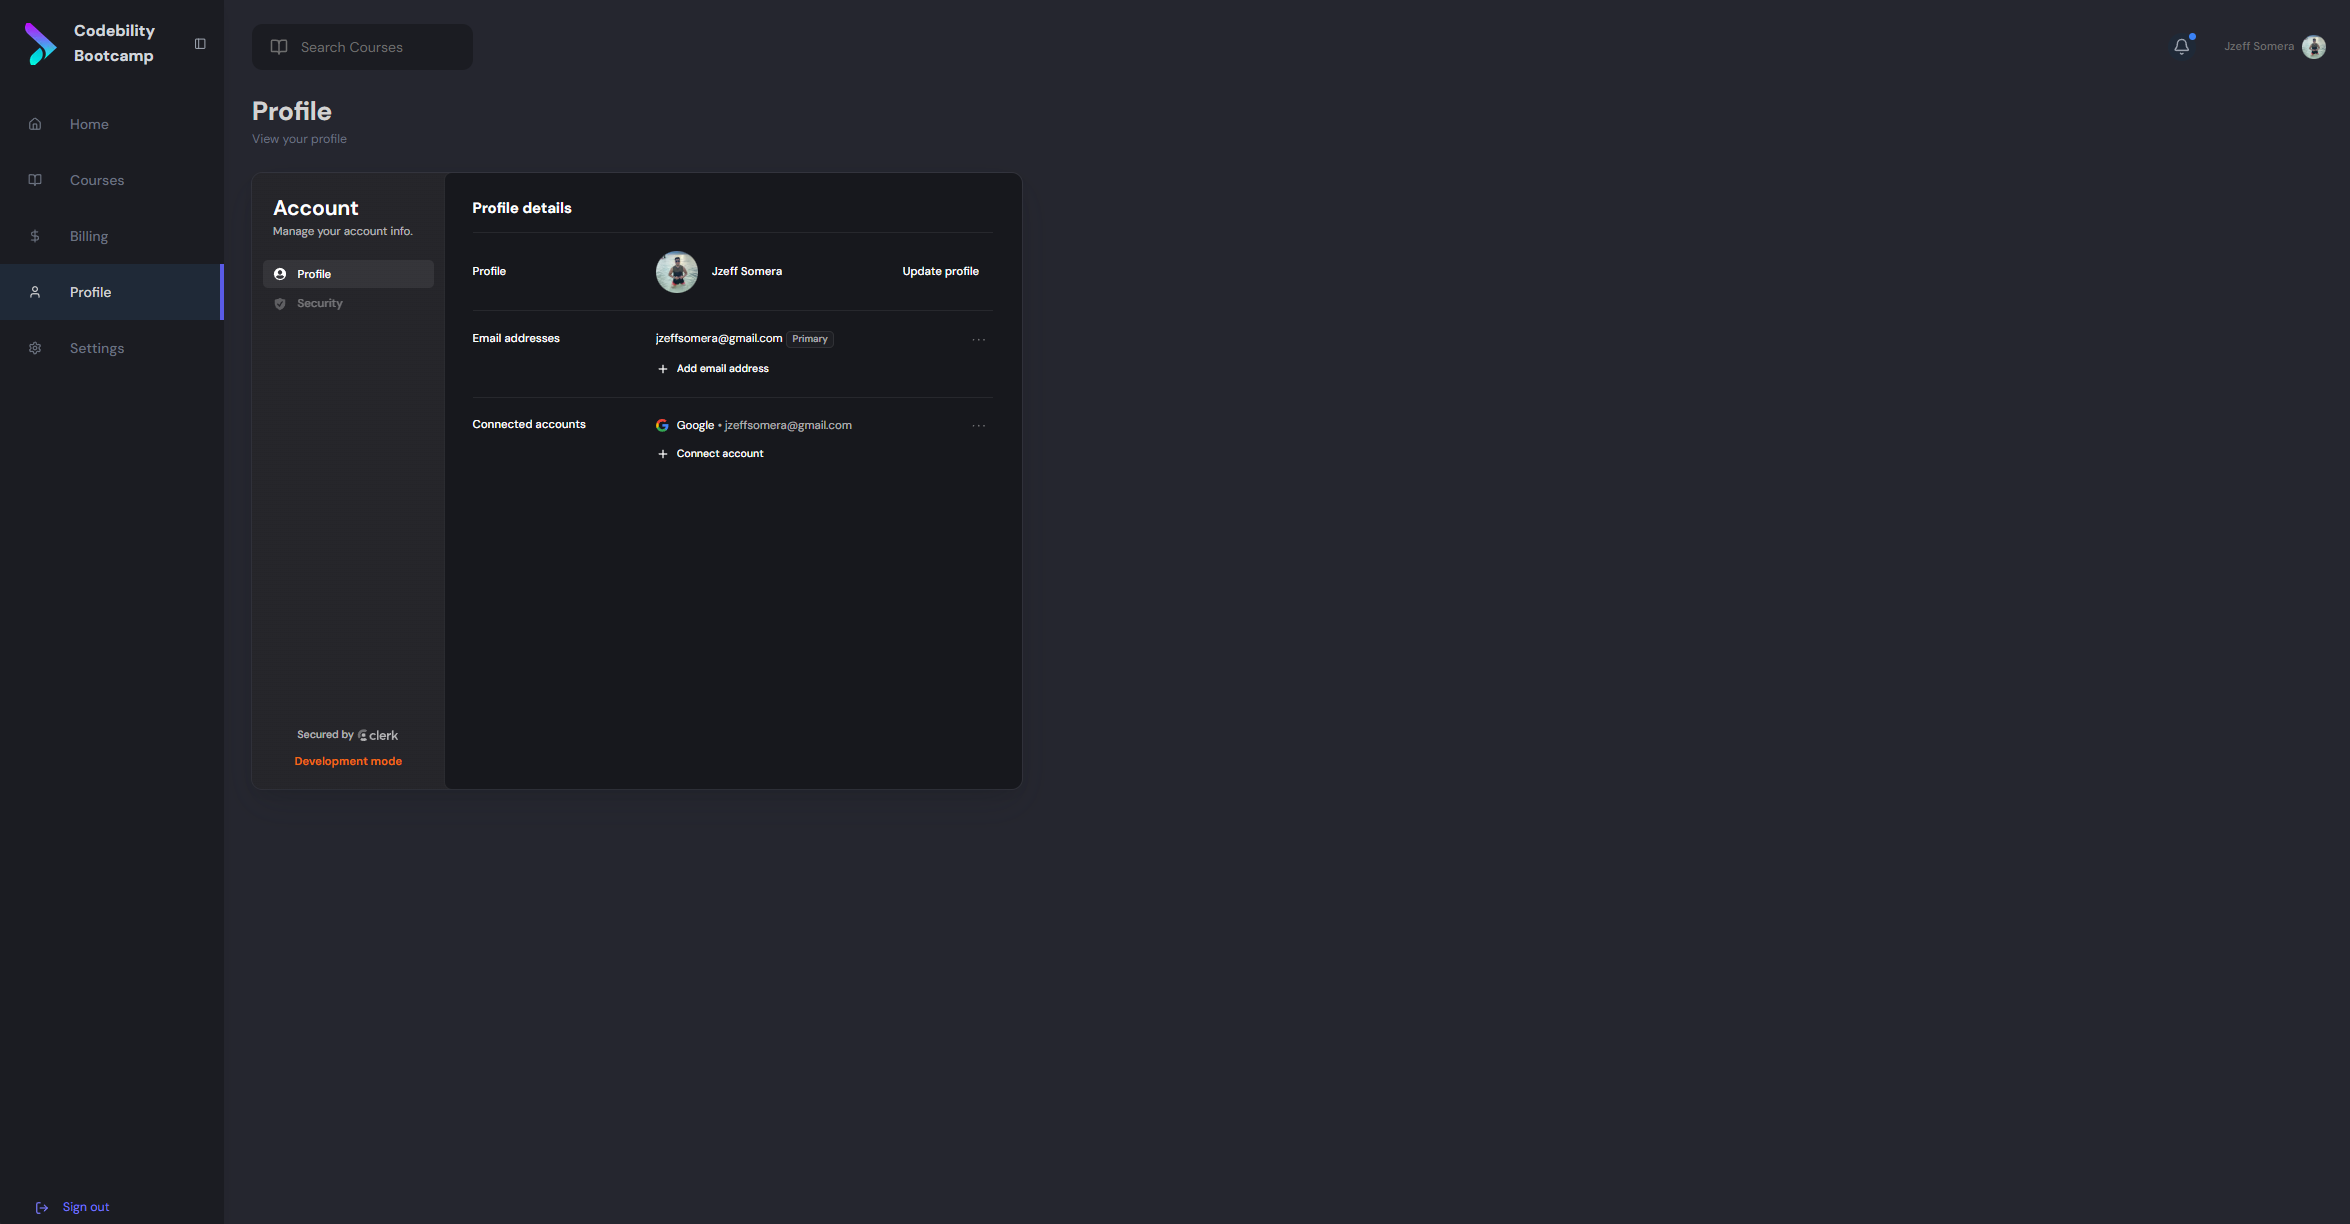 Codebility
Bootcamp
Home
Courses
Billing
Profile
Settings
Sign out
Search Courses
Jzeff Somera
Profile
View your profile
Account
Manage your account info.
Profile
Security
Secured by clerk
Development mode
Profile details
Profile
Jzeff Somera
Update profile
Email addresses
jzeffsomera@gmail.com Primary
Add email address
Connected accounts
Google • jzeffsomera@gmail.com
Connect account